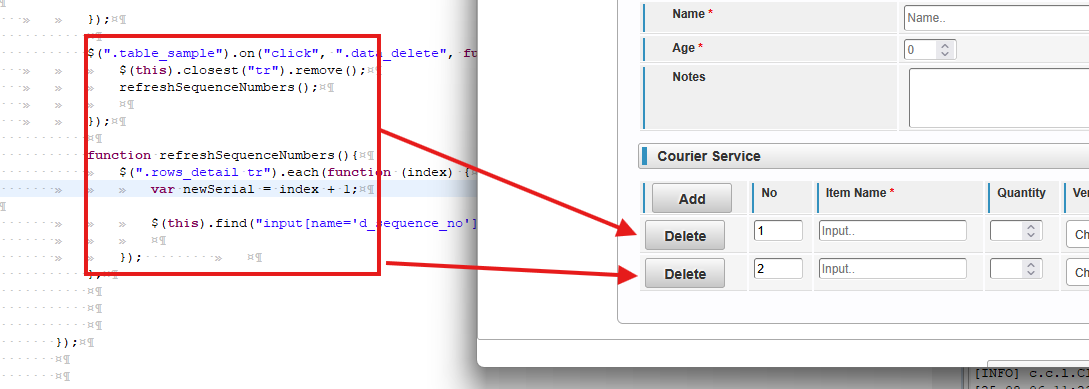 });
$(".table_sample").on("click", ".data_delete", fu
$(this).closest("tr").remove();
refreshSequenceNumbers();
});
function refreshSequenceNumbers(){
$(".rows_detail tr").each(function (index) {
var newSerial = index + 1;
$(this).find("input[name='d_sequence_no']
});
};
});
Name *
Name..
Age *
0
Notes
Courier Service
Add No Item Name * Quantity Ve
Delete 1 Input.. Ch
Delete 2 Input.. Ch